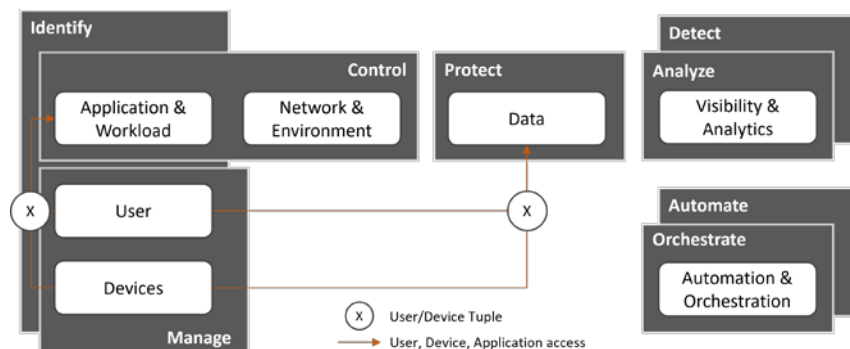 Identify
Control
Application &
Workload
Network &
Environment
Protect
Data
Detect
Analyze
Visibility &
Analytics
X
User
X
Devices
Manage
Automate
Orchestrate
Automation &
Orchestration
X
User/Device Tuple
User, Device, Application access